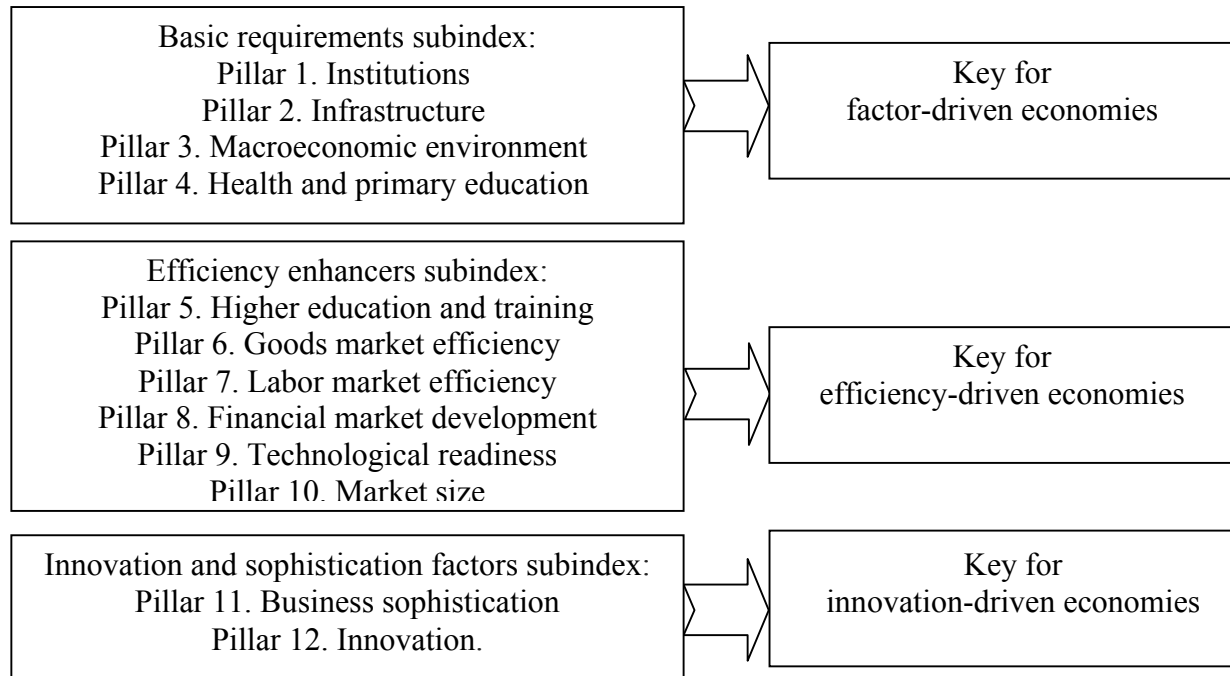 Basic requirements subindex:
Pillar 1. Institutions
Pillar 2. Infrastructure
Pillar 3. Macroeconomic environment
Pillar 4. Health and primary education
Key for
factor-driven economies
Efficiency enhancers subindex:
Pillar 5. Higher education and training
Pillar 6. Goods market efficiency
Pillar 7. Labor market efficiency
Pillar 8. Financial market development
Pillar 9. Technological readiness
Pillar 10. Market size
Key for
efficiency-driven economies
Innovation and sophistication factors subindex:
Pillar 11. Business sophistication
Pillar 12. Innovation.
Key for
innovation-driven economies